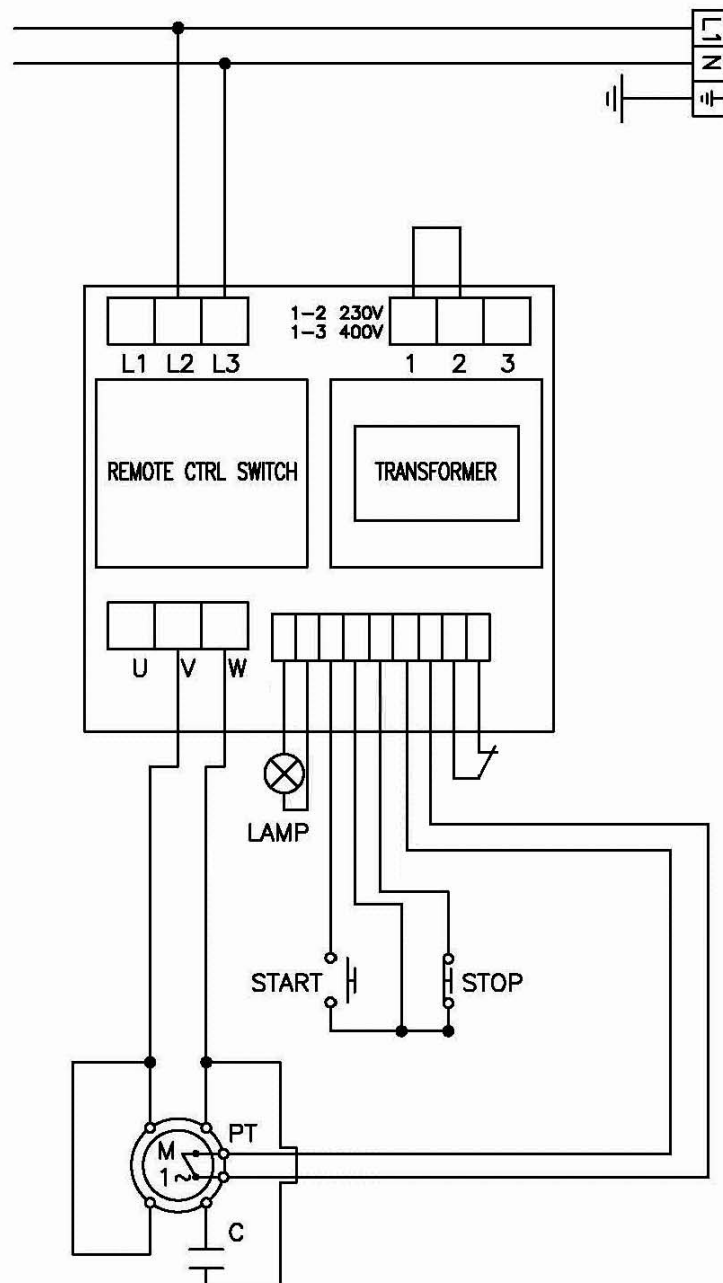 L1
N
1-2 230V
1-3 400V
L1 L2 L3
1 2 3
REMOTE CTRL SWITCH
TRANSFORMER
U V W
LAMP
START
STOP
PT
M
1~
C